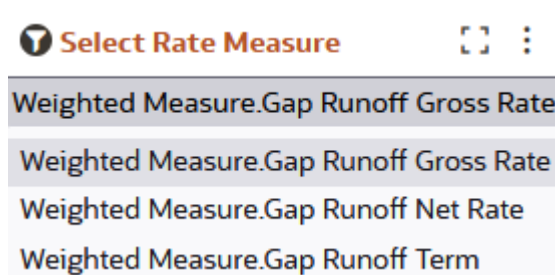 Select Rate Measure
Weighted Measure.Gap Runoff Gross Rate
Weighted Measure.Gap Runoff Gross Rate
Weighted Measure.Gap Runoff Net Rate
Weighted Measure.Gap Runoff Term